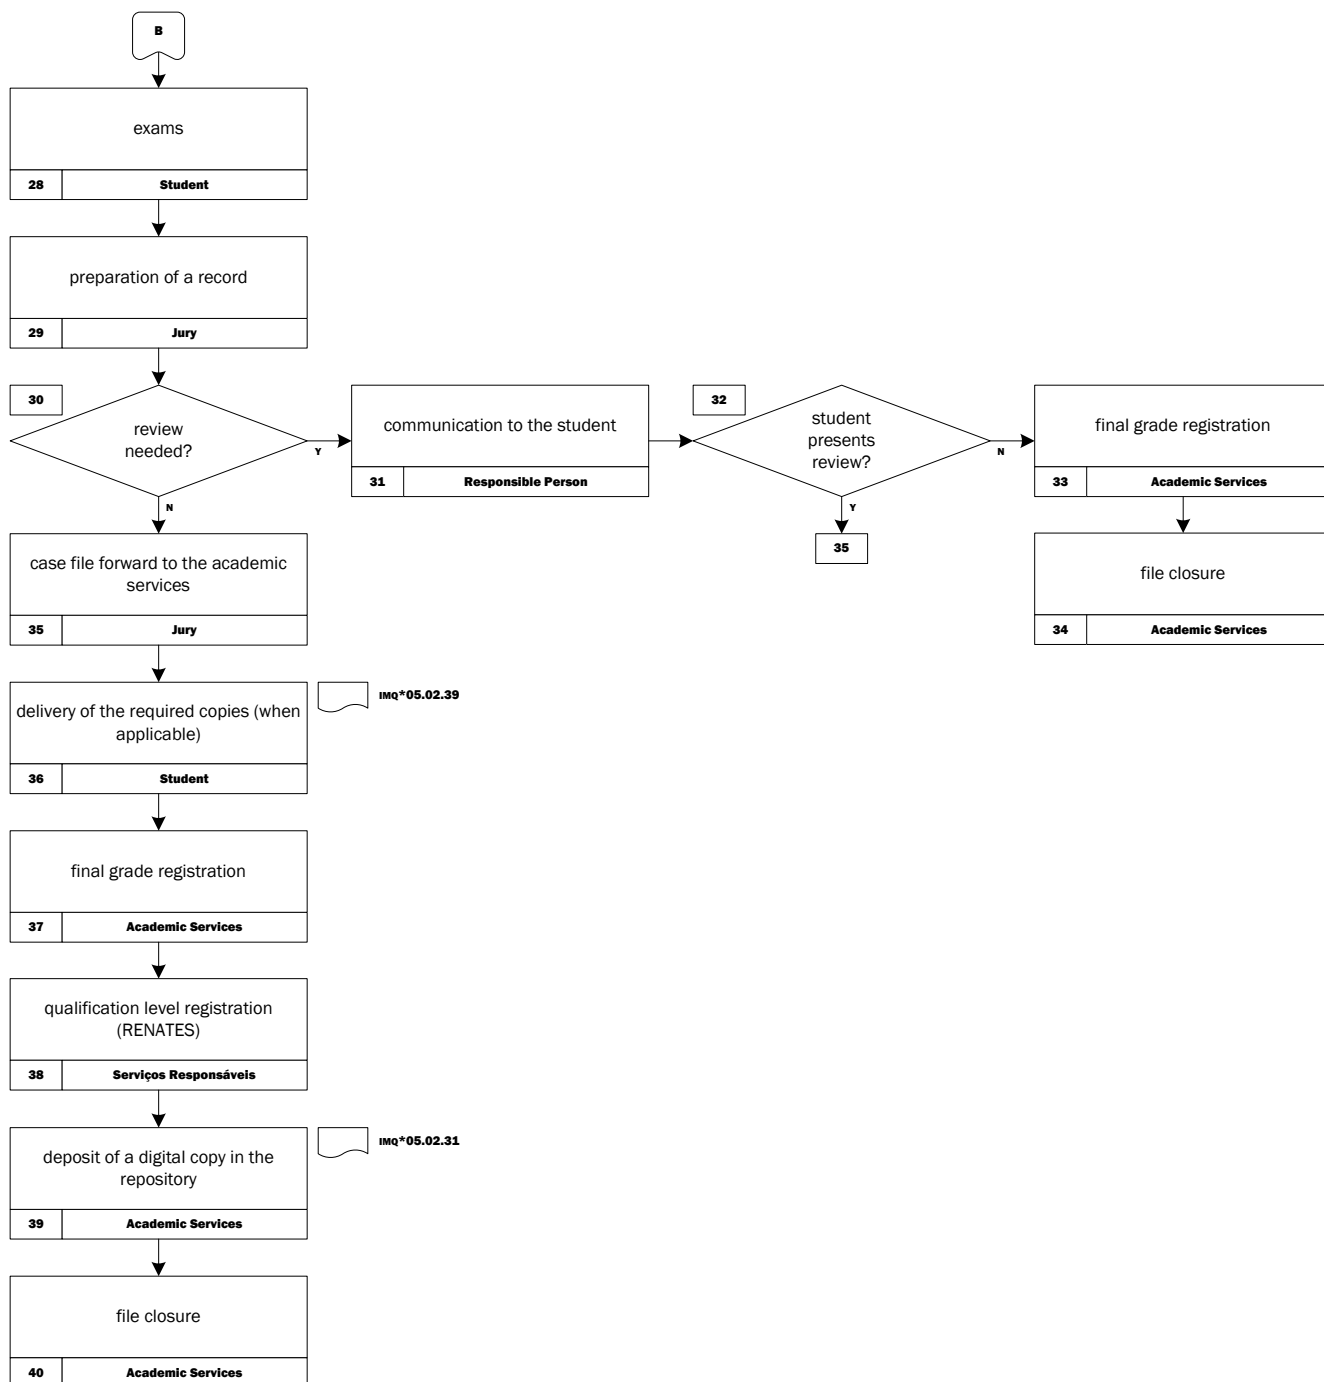 B
exams
28
Student
preparation of a record
29
Jury
30
review
needed?
Y
N
communication to the student
31
Responsible Person
32
student
presents
review?
N
Y
35
final grade registration
33
Academic Services
file closure
34
Academic Services
case file forward to the academic
services
35
Jury
delivery of the required copies (when
applicable)
36
Student
IMQ*05.02.39
final grade registration
37
Academic Services
qualification level registration
(RENATES)
38
Serviços Responsáveis
deposit of a digital copy in the
repository
39
Academic Services
IMQ*05.02.31
file closure
40
Academic Services